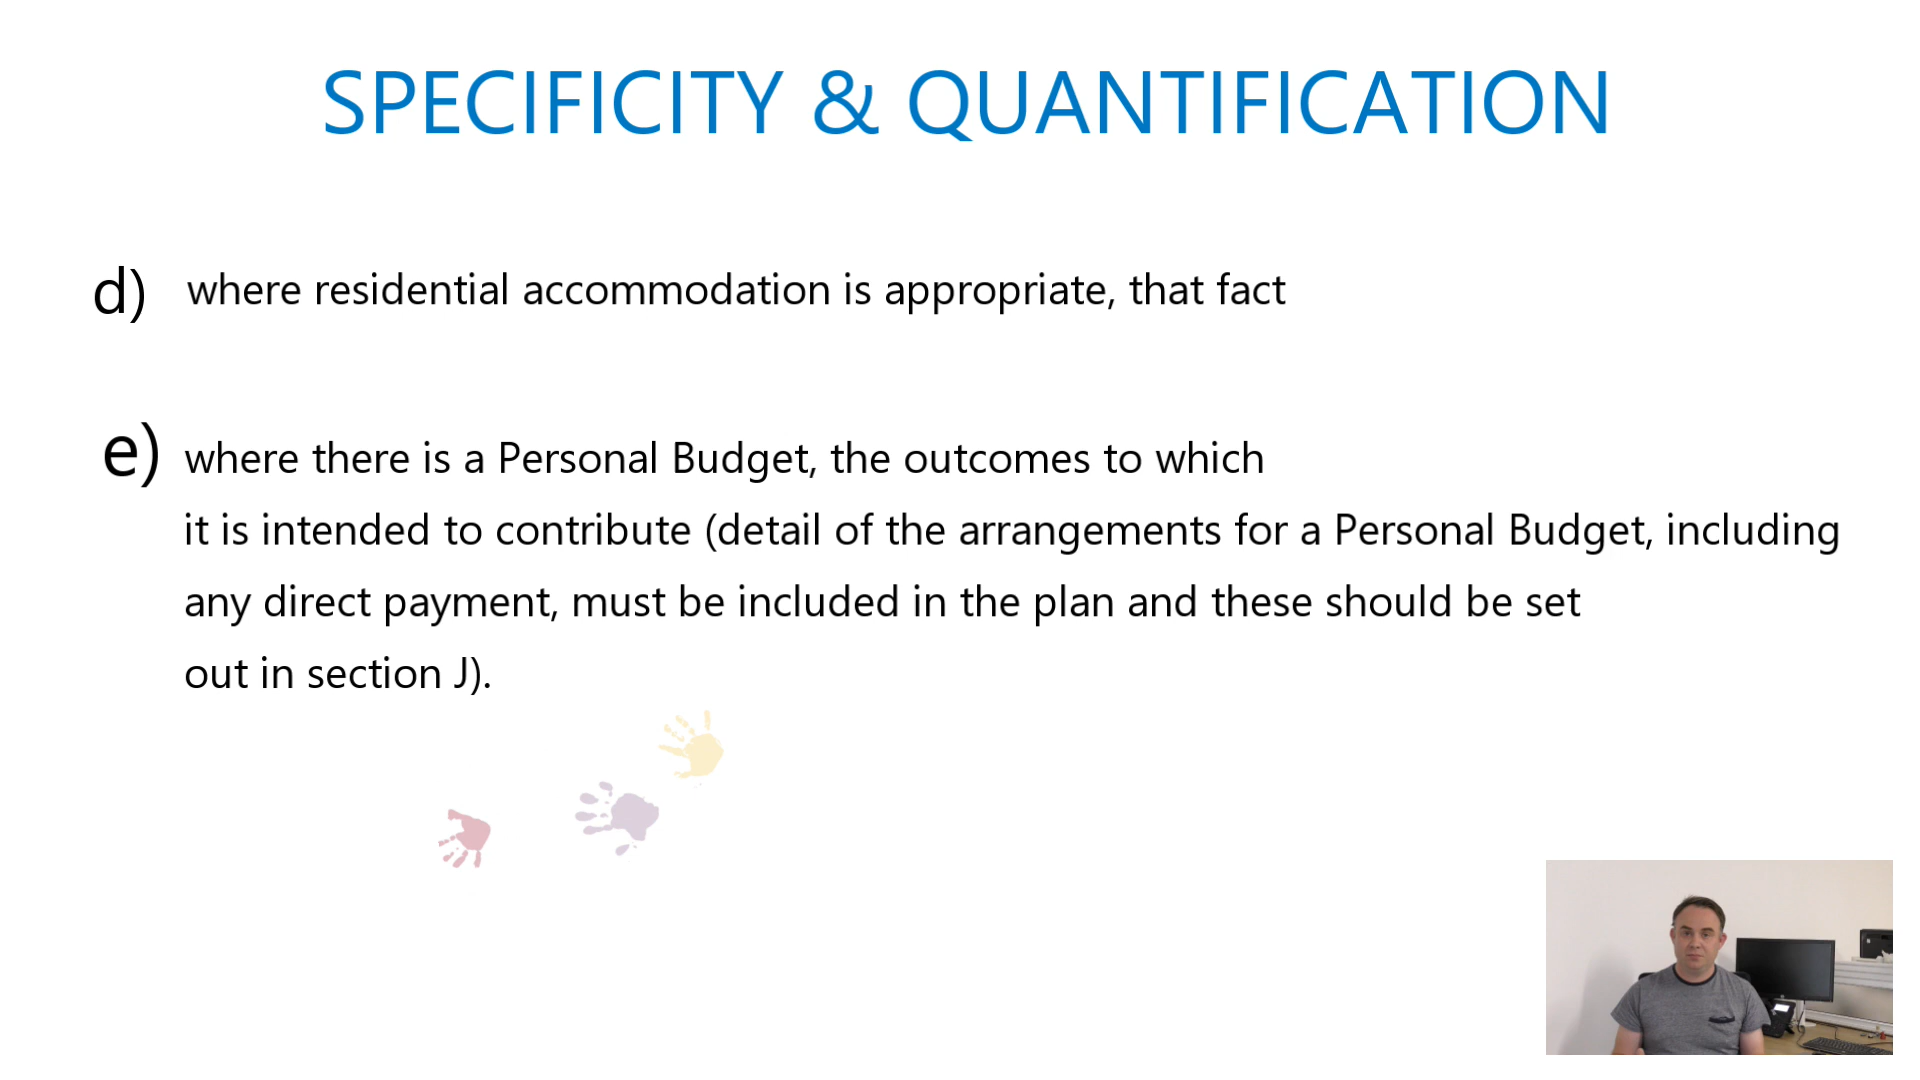 SPECIFICITY & QUANTIFICATION
d) where residential accommodation is appropriate, that fact
e) where there is a Personal Budget, the outcomes to which
it is intended to contribute (detail of the arrangements for a Personal Budget, including
any direct payment, must be included in the plan and these should be set
out in section J).